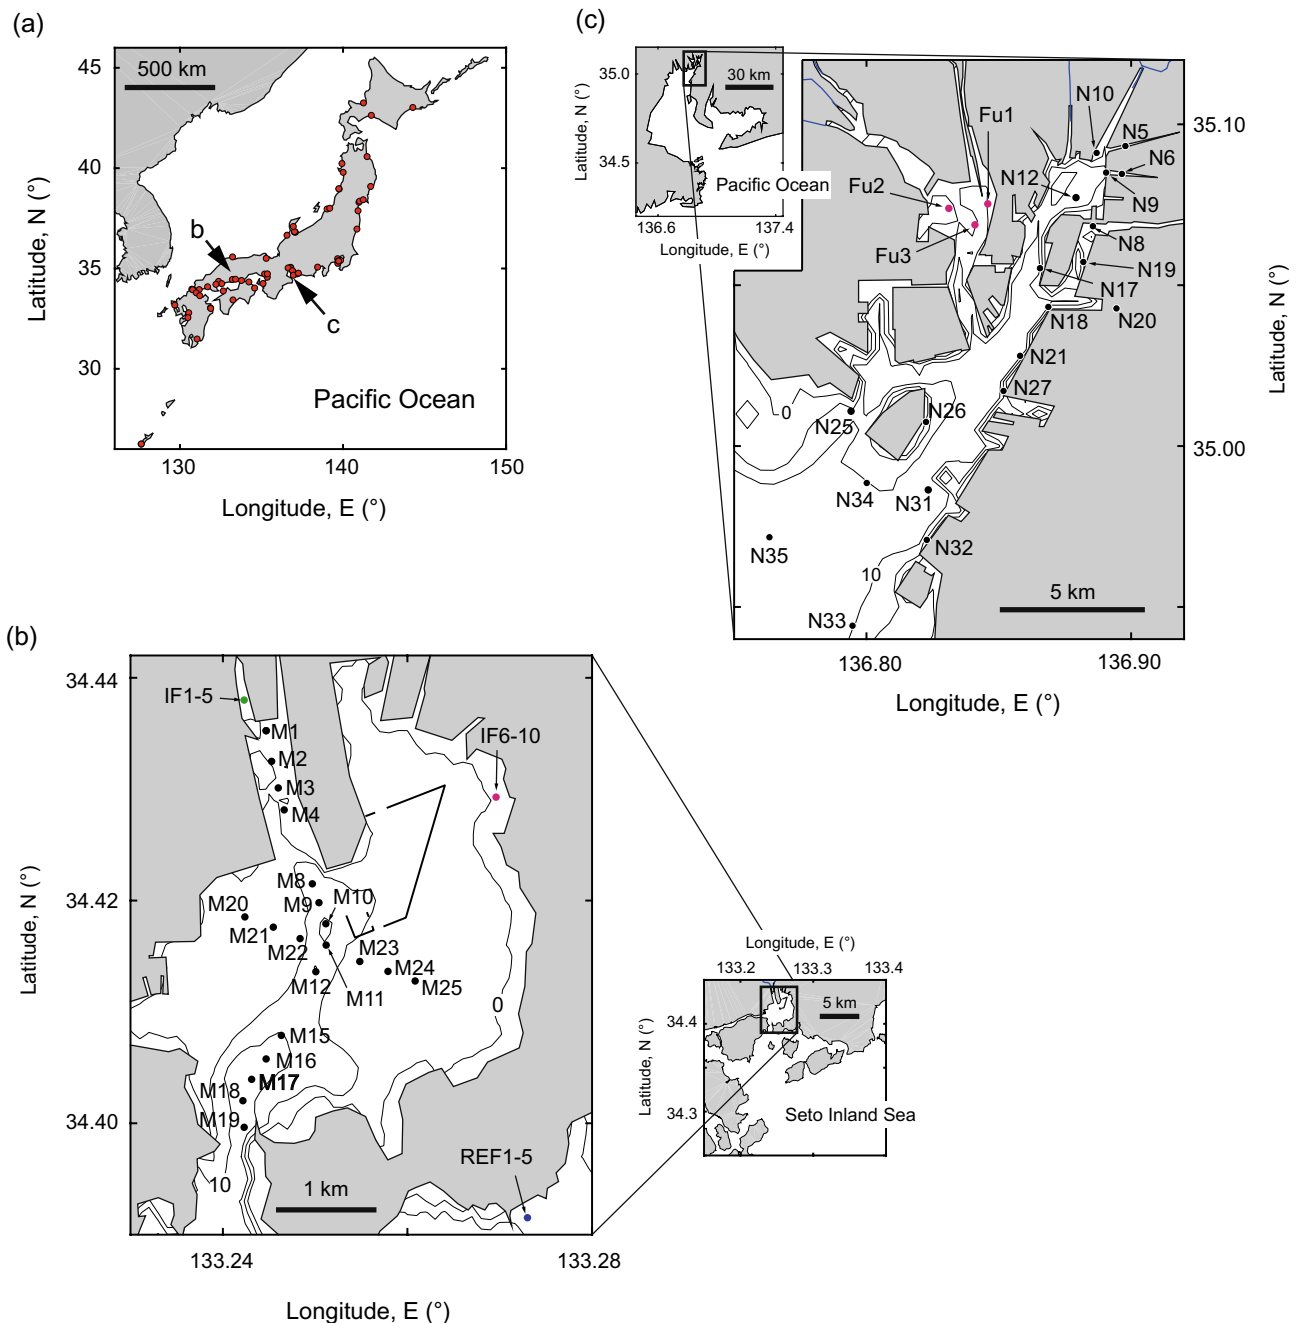 (a)
500 km
45
40
35
30
Latitude, N (°)
b
c
Pacific Ocean
130
140
150
Longitude, E (°)
(c)
35.0
34.5
Latitude, N (°)
30 km
Pacific Ocean
136.6
137.4
Longitude, E (°)
N10
Fu1
N5
N6
N12
Fu2
N9
N8
Fu3
N19
N17
N18
N20
N21
N27
0
N25
N26
N34
N31
N35
N32
10
5 km
N33
35.10
35.00
Latitude, N (°)
136.80
136.90
Longitude, E (°)
(b)
34.44
34.42
34.40
Latitude, N (°)
IF1-5
M1
M2
M3
M4
IF6-10
M8
M10
M9
M20
M21
M22
M23
M24
M12
M11
M25
0
M15
M16
M17
M18
M19
10
1 km
REF1-5
133.24
133.28
Longitude, E (°)
Longitude, E (°)
133.2
133.3
133.4
5 km
34.4
34.3
Latitude, N (°)
Seto Inland Sea